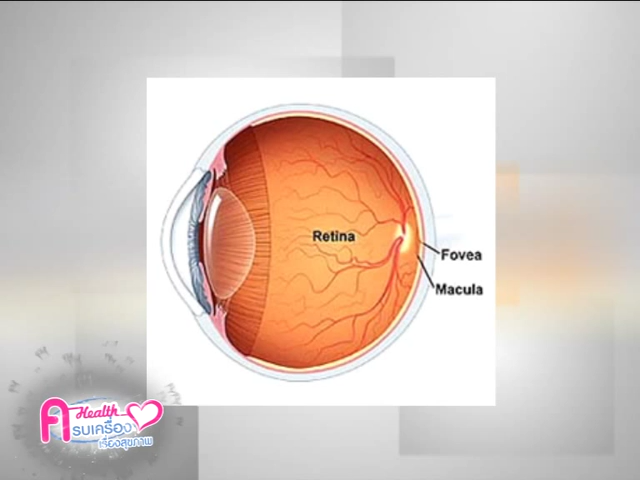 Retina
Fovea
Macula
Health
ครบเครื่อง
เรื่องสุขภาพ